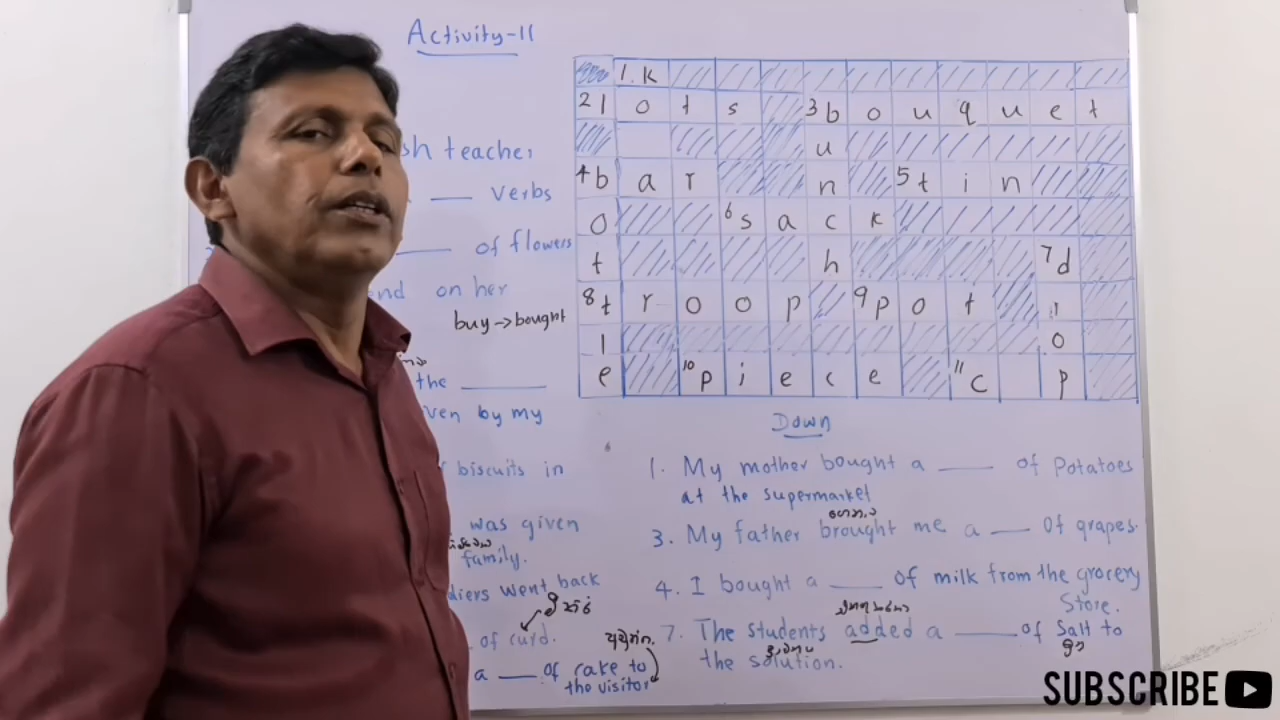 Activity-11
sh teacher
___ verbs
___ of flowers
end on her
buy → bought
the ___
ven by my
biscuits in
was given
family.
diers went back
of curd.
a ___ of cake to
the visitor
1. k
2 l o t s 3 b o u q u e t
u
4 b a r n 5 t i n
o 6 s a c k
t h 7 d
8 t r o o p 9 p o t r
l o
e 10 p i e c e 11 c p
Down
1. My mother bought a ___ of Potatoes
at the supermarket
3. My father brought me a ___ of grapes.
4. I bought a ___ of milk from the grocery
Store.
7. The students added a ___ of Salt to
the solution.
SUBSCRIBE